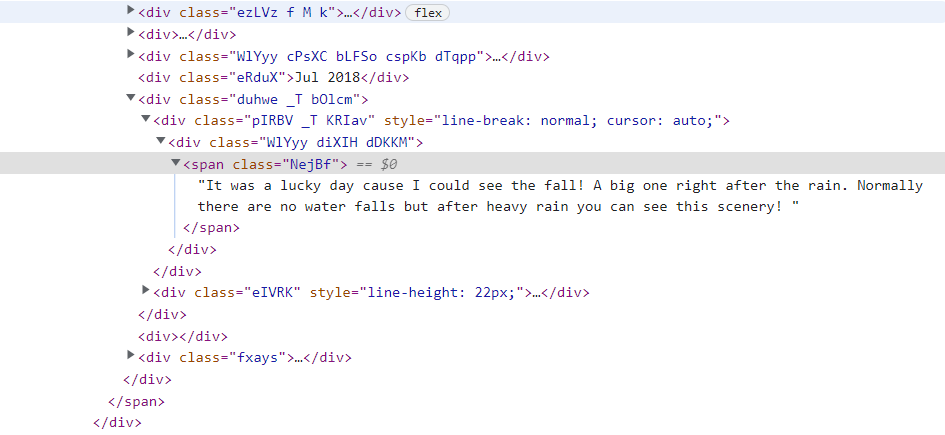 <div class="ezLVz f M k">…</div> flex
<div>…</div>
<div class="WlYyy cPsXC bLFSo cspKb dTqpp">…</div>
<div class="eRduX">Jul 2018</div>
<div class="duhwe _T bOlcm">
<div class="pIRBV _T KRIav" style="line-break: normal; cursor: auto;">
<div class="WlYyy diXIH dDKKM">
<span class="NejBf"> == $0
"It was a lucky day cause I could see the fall! A big one right after the rain. Normally
there are no water falls but after heavy rain you can see this scenery! "
</span>
</div>
</div>
<div class="eIVRK" style="line-height: 22px;">…</div>
</div>
<div></div>
<div class="fxays">…</div>
</div>
</span>
</div>